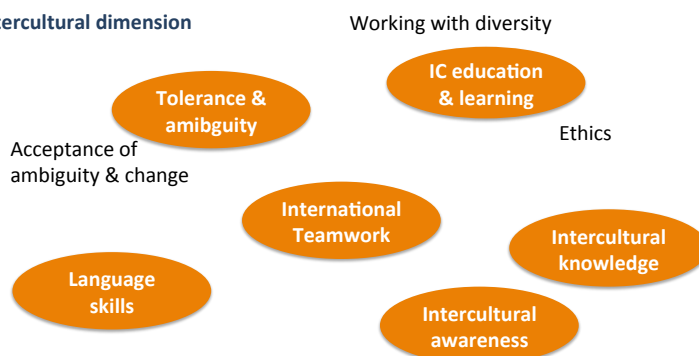 tercultural dimension
Working with diversity
IC education
& learning
Tolerance &
amibguity
Ethics
Acceptance of
ambiguity & change
International
Teamwork
Intercultural
knowledge
Language
skills
Intercultural
awareness